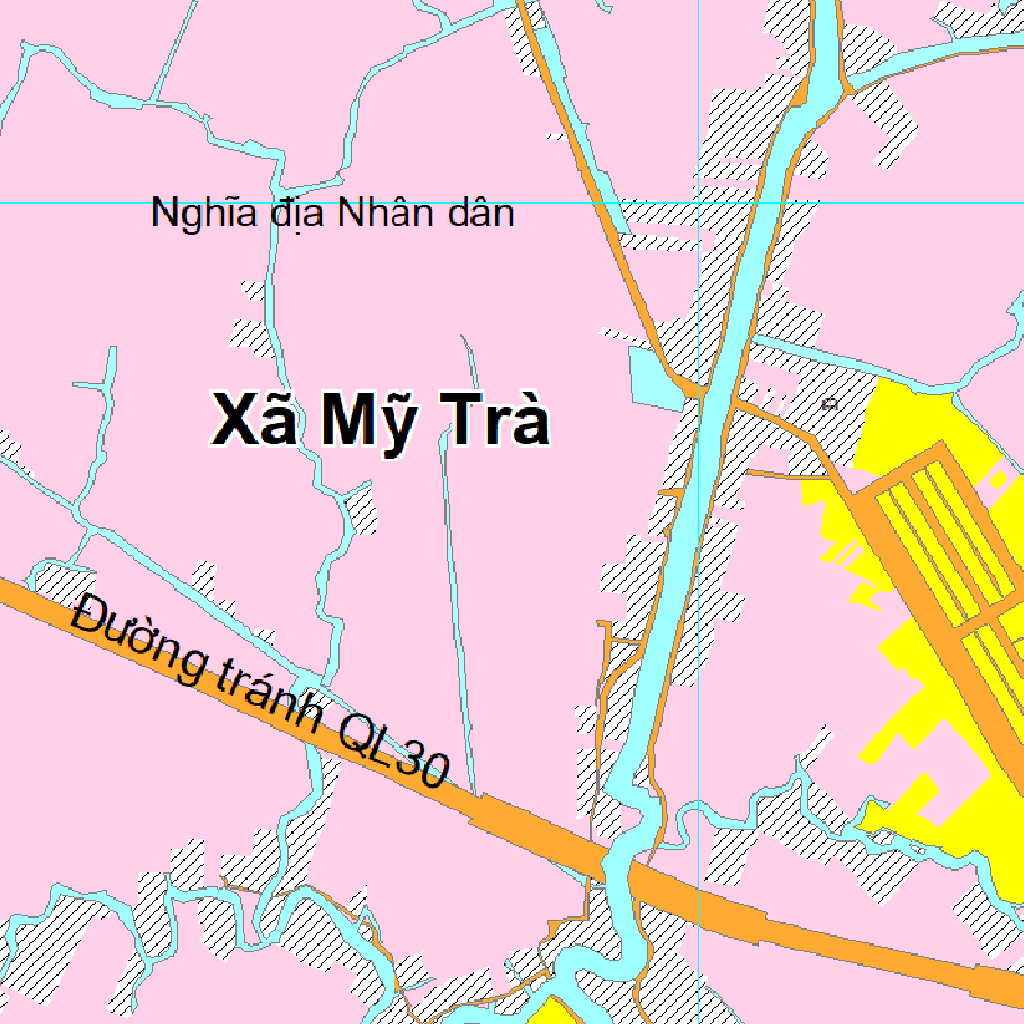 Nghĩa địa Nhân dân
Xã Mỹ Trà
Đường tránh QL30